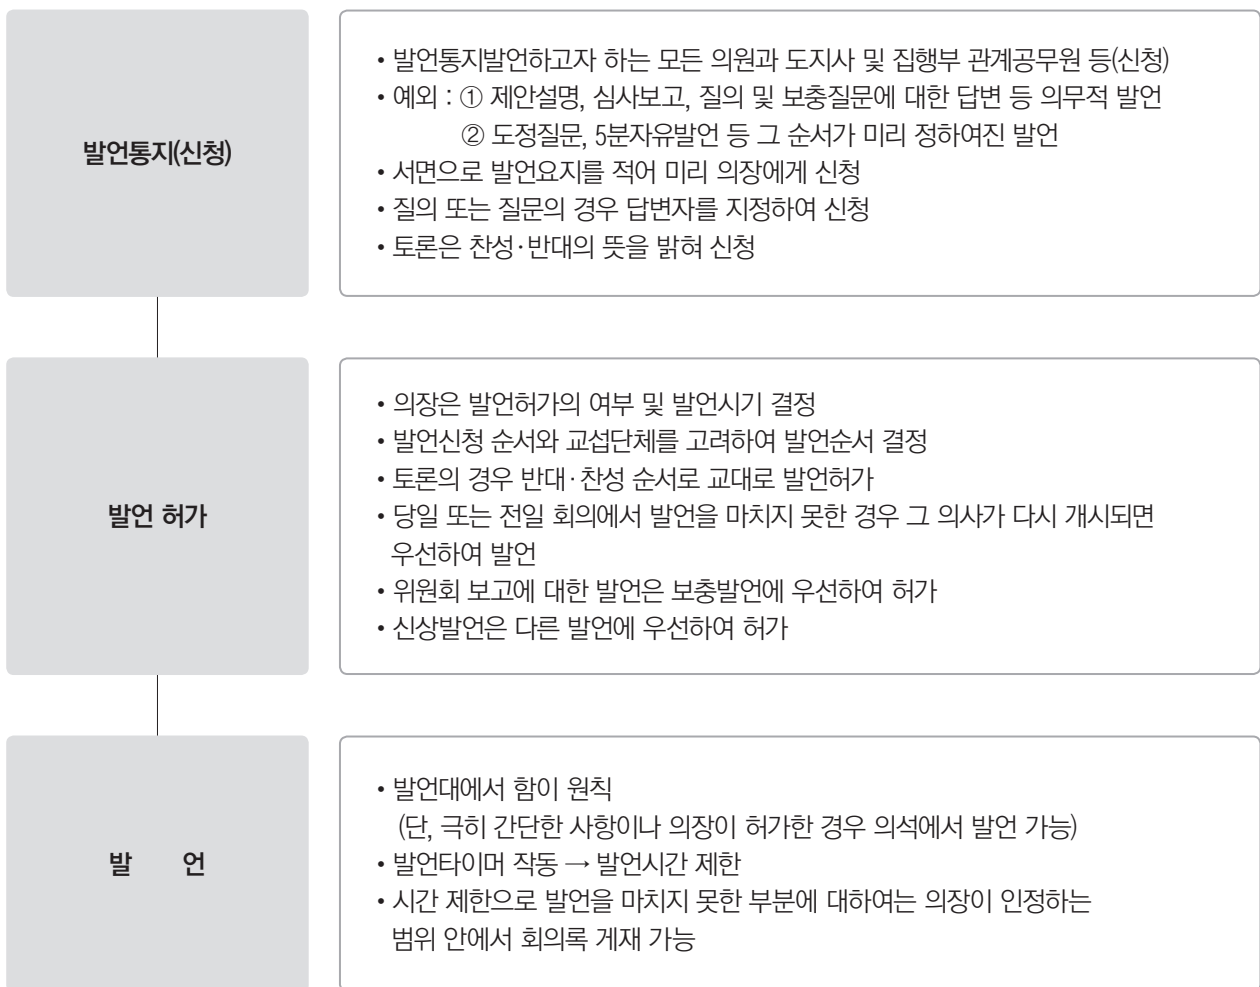 발언통지(신청)
• 발언통지발언하고자 하는 모든 의원과 도지사 및 집행부 관계공무원 등(신청)
• 예외 : ① 제안설명, 심사보고, 질의 및 보충질문에 대한 답변 등 의무적 발언
② 도정질문, 5분자유발언 등 그 순서가 미리 정하여진 발언
• 서면으로 발언요지를 적어 미리 의장에게 신청
• 질의 또는 질문의 경우 답변자를 지정하여 신청
• 토론은 찬성·반대의 뜻을 밝혀 신청
발언 허가
• 의장은 발언허가의 여부 및 발언시기 결정
• 발언신청 순서와 교섭단체를 고려하여 발언순서 결정
• 토론의 경우 반대·찬성 순서로 교대로 발언허가
• 당일 또는 전일 회의에서 발언을 마치지 못한 경우 그 의사가 다시 개시되면
우선하여 발언
• 위원회 보고에 대한 발언은 보충발언에 우선하여 허가
• 신상발언은 다른 발언에 우선하여 허가
발 언
• 발언대에서 함이 원칙
(단, 극히 간단한 사항이나 의장이 허가한 경우 의석에서 발언 가능)
• 발언타이머 작동 → 발언시간 제한
• 시간 제한으로 발언을 마치지 못한 부분에 대하여는 의장이 인정하는
범위 안에서 회의록 게재 가능